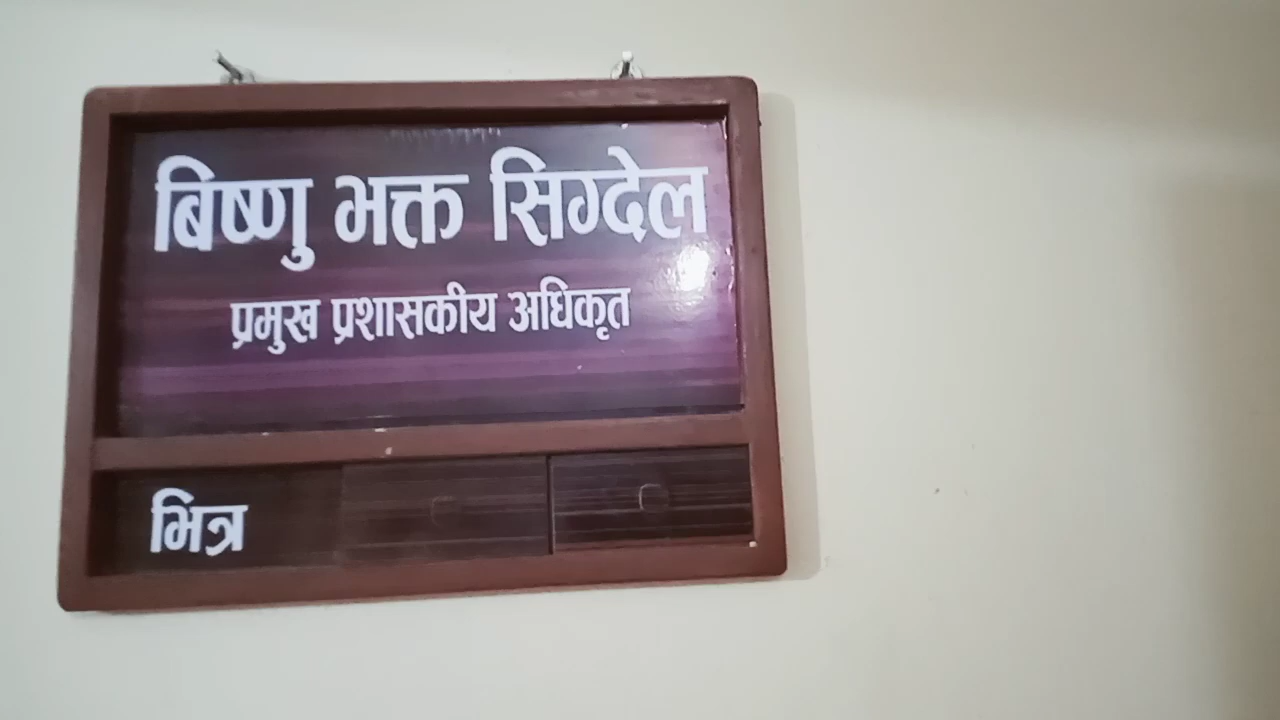 बिष्णु भक्त सिग्देल
प्रमुख प्रशासकीय अधिकृत
भित्र